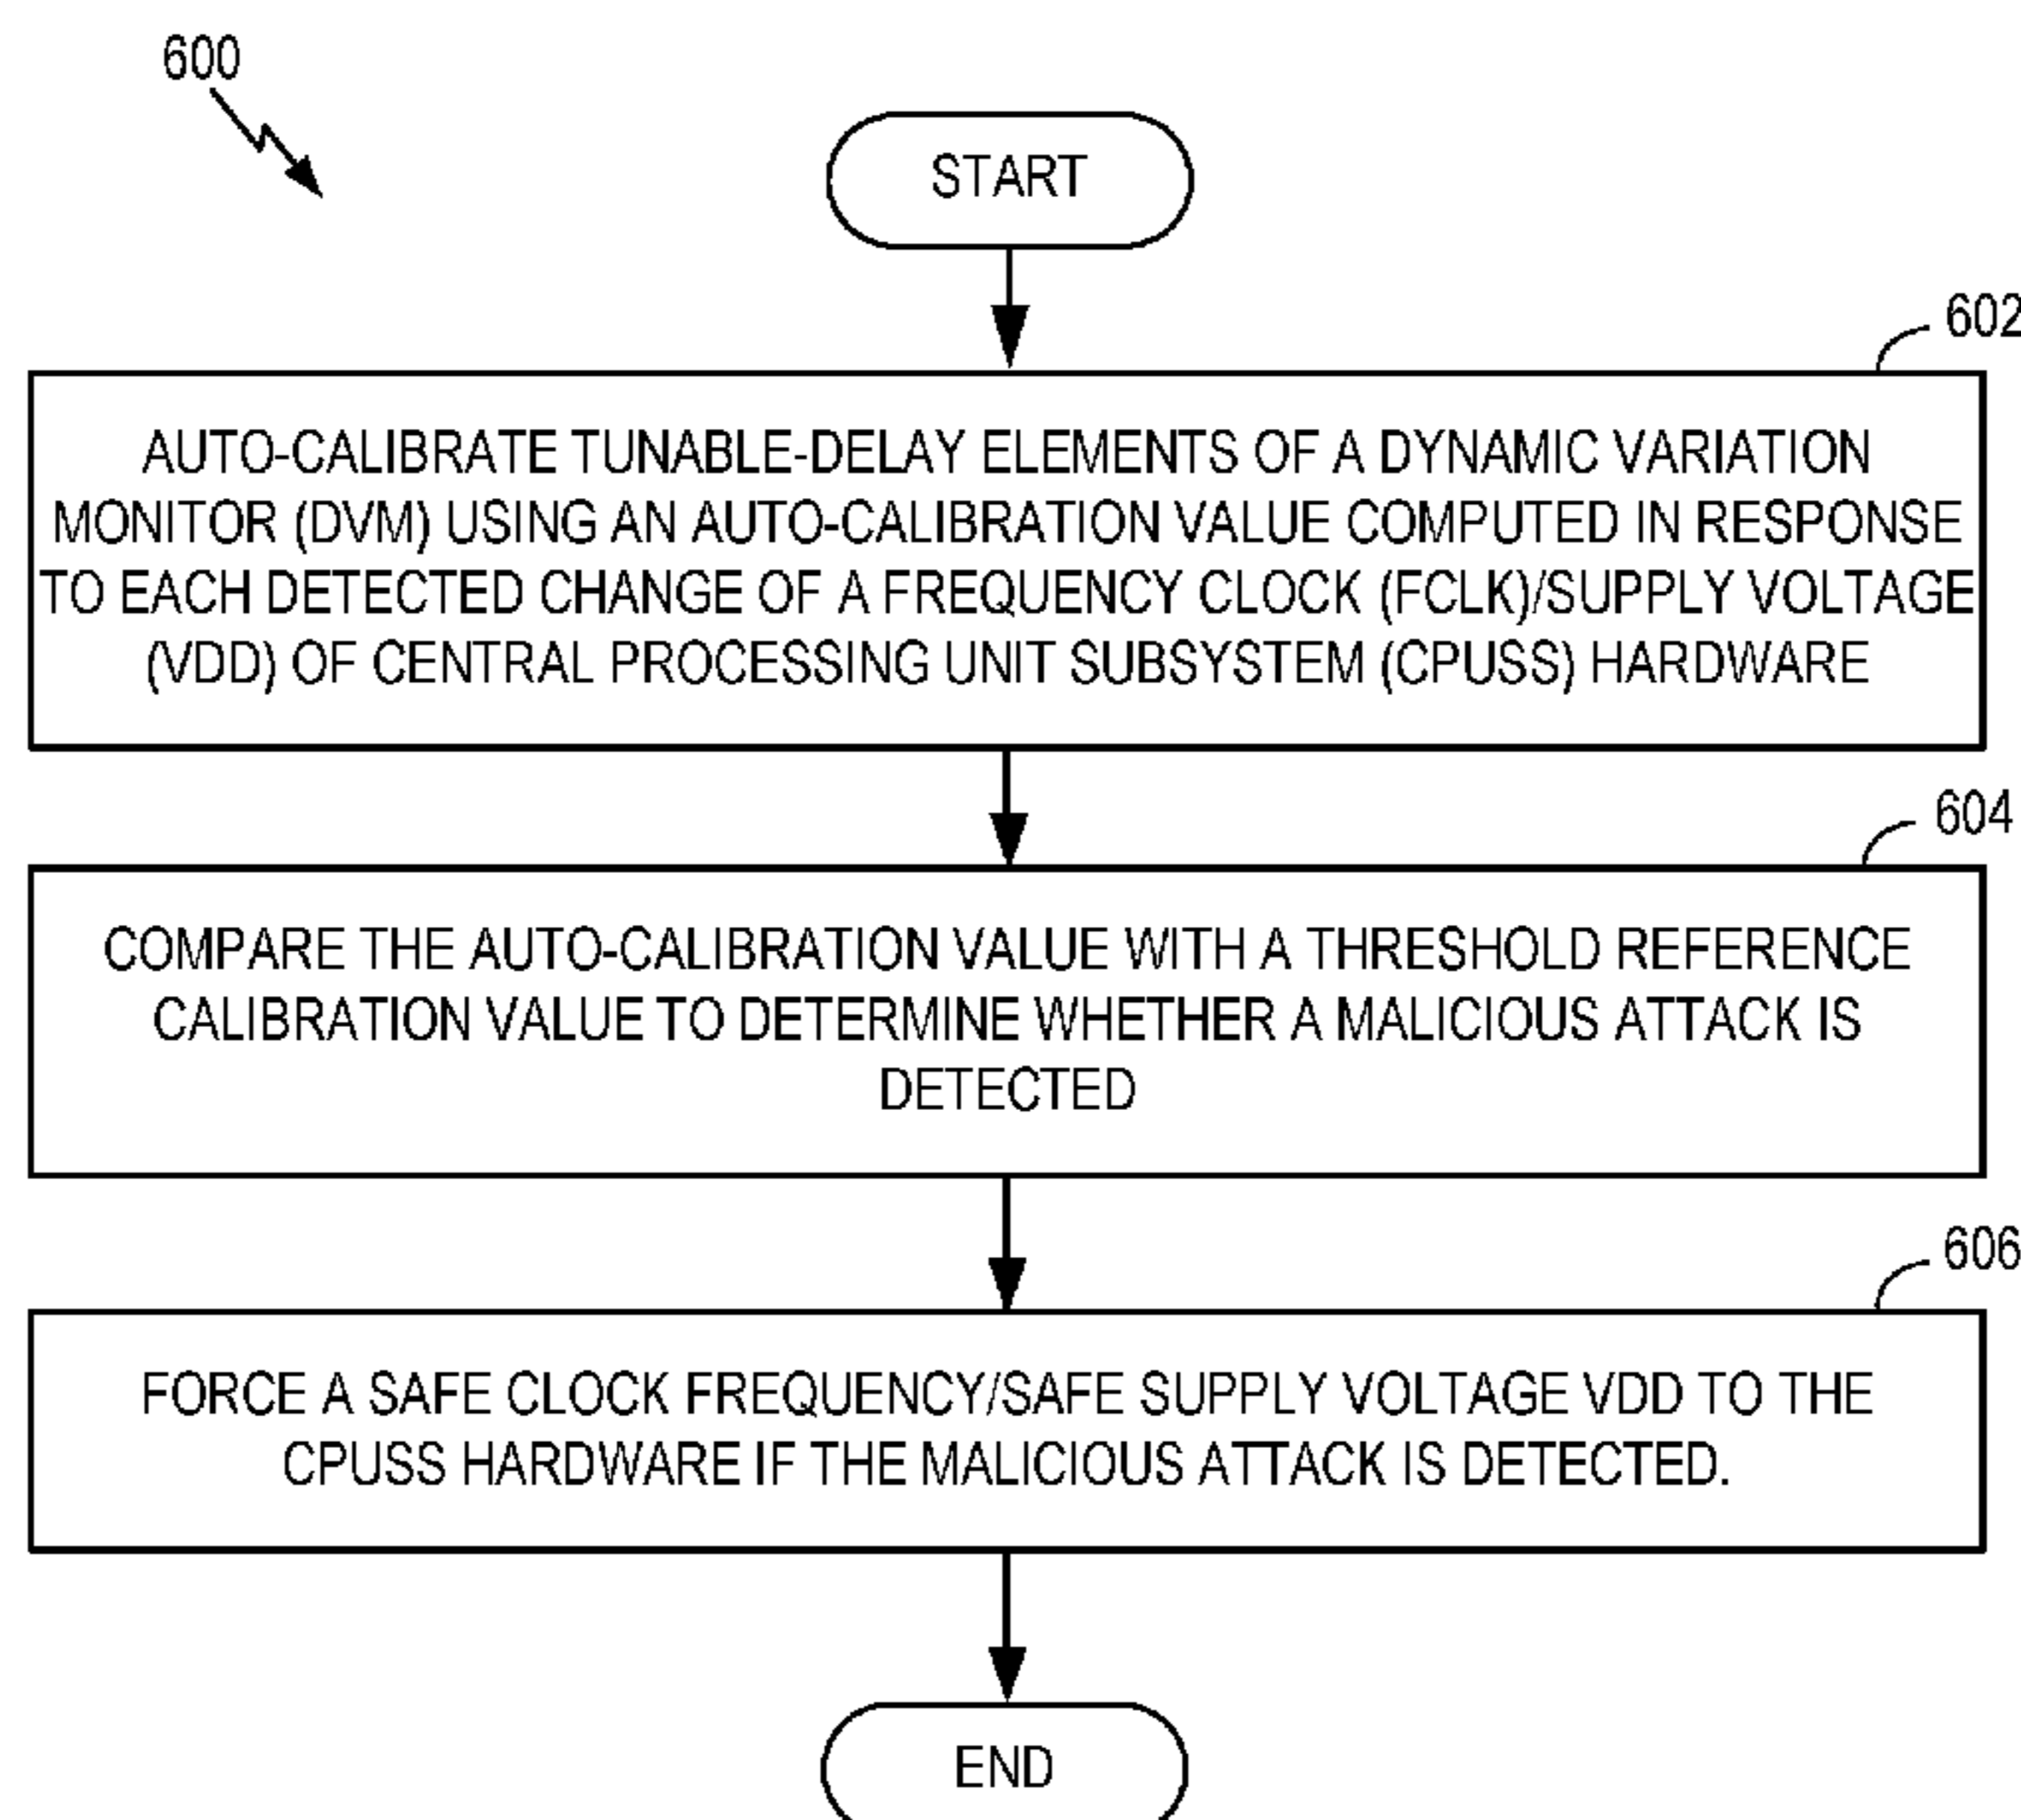 600
START
602
AUTO-CALIBRATE TUNABLE-DELAY ELEMENTS OF A DYNAMIC VARIATION
MONITOR (DVM) USING AN AUTO-CALIBRATION VALUE COMPUTED IN RESPONSE
TO EACH DETECTED CHANGE OF A FREQUENCY CLOCK (FCLK)/SUPPLY VOLTAGE
(VDD) OF CENTRAL PROCESSING UNIT SUBSYSTEM (CPUSS) HARDWARE
604
COMPARE THE AUTO-CALIBRATION VALUE WITH A THRESHOLD REFERENCE
CALIBRATION VALUE TO DETERMINE WHETHER A MALICIOUS ATTACK IS
DETECTED
606
FORCE A SAFE CLOCK FREQUENCY/SAFE SUPPLY VOLTAGE VDD TO THE
CPUSS HARDWARE IF THE MALICIOUS ATTACK IS DETECTED.
END